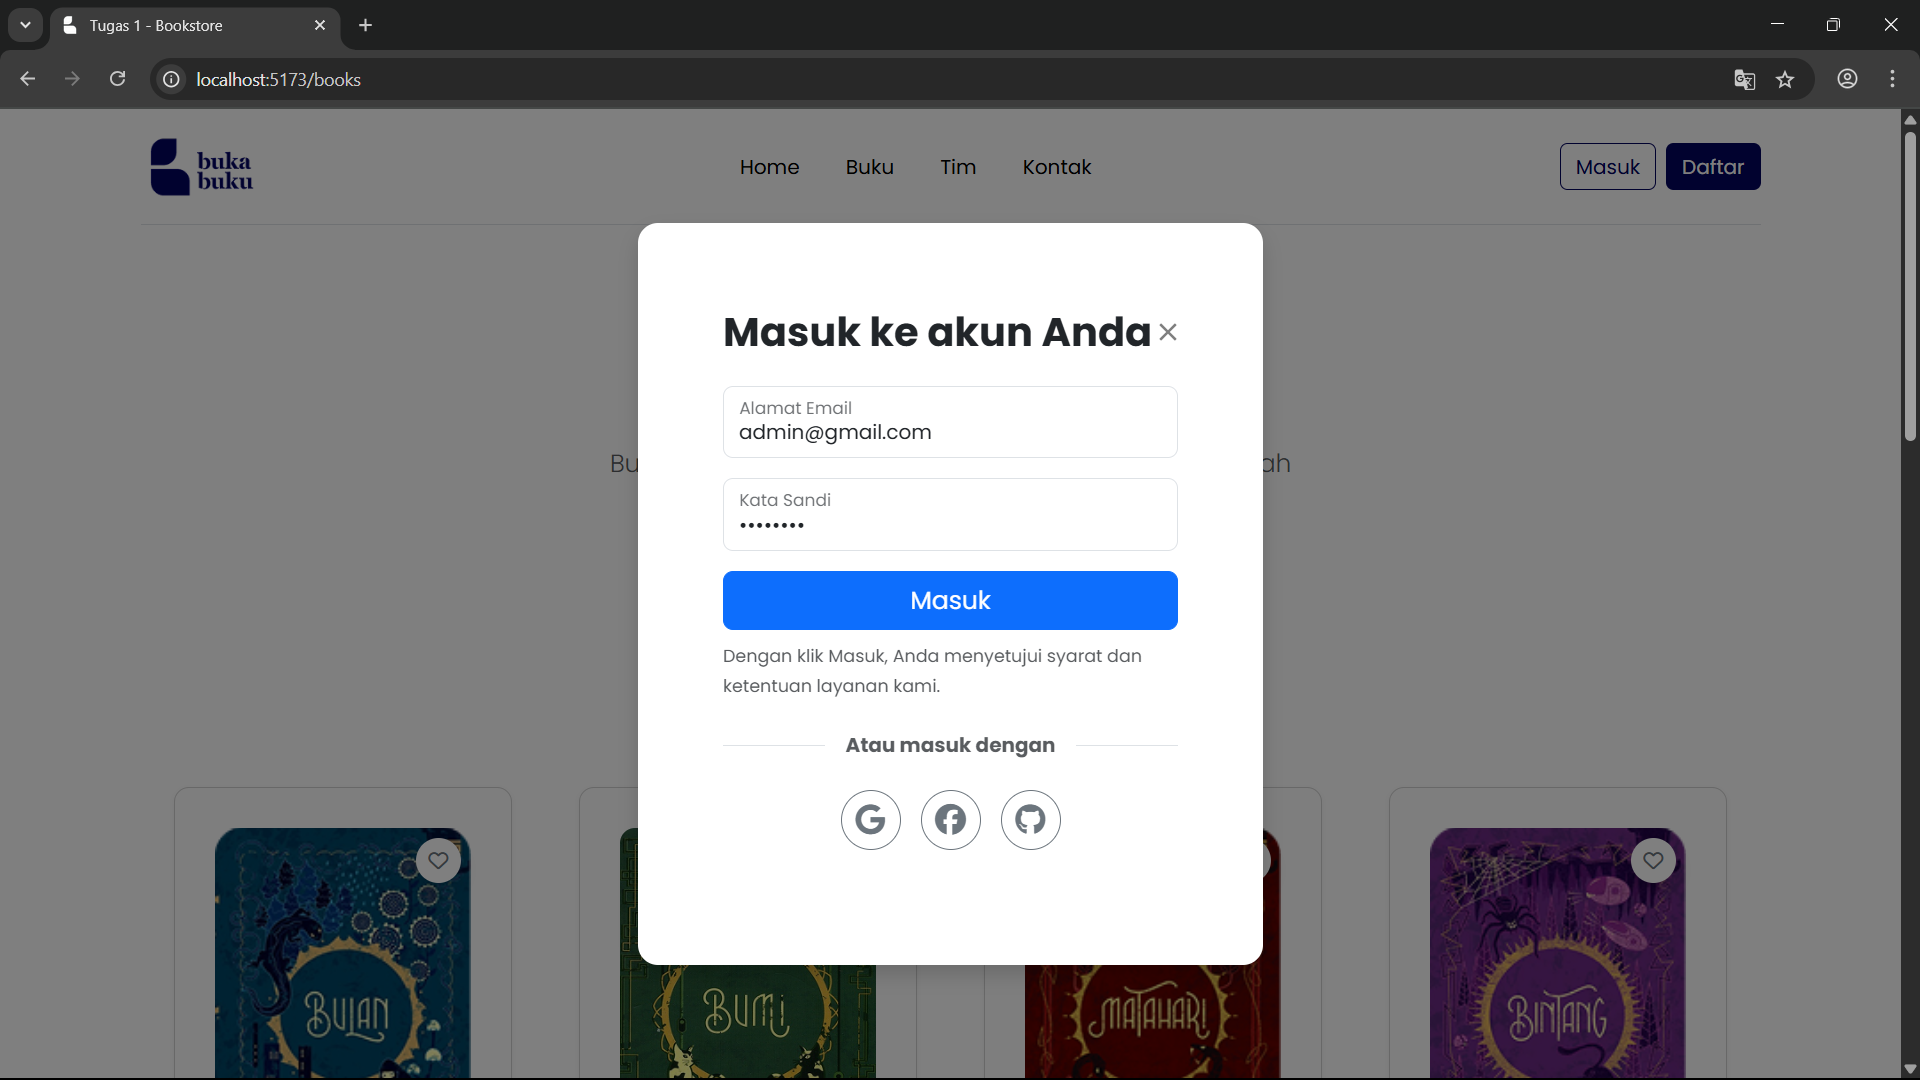 Tugas 1 - Bookstore
localhost:5173/books
buka
buku
Home Buku Tim Kontak
Masuk Daftar
Masuk ke akun Anda
Alamat Email
admin@gmail.com
Kata Sandi
••••••••
Masuk
Dengan klik Masuk, Anda menyetujui syarat dan
ketentuan layanan kami.
Atau masuk dengan
BULAN
BUMI
MATAHARI
BINTANG